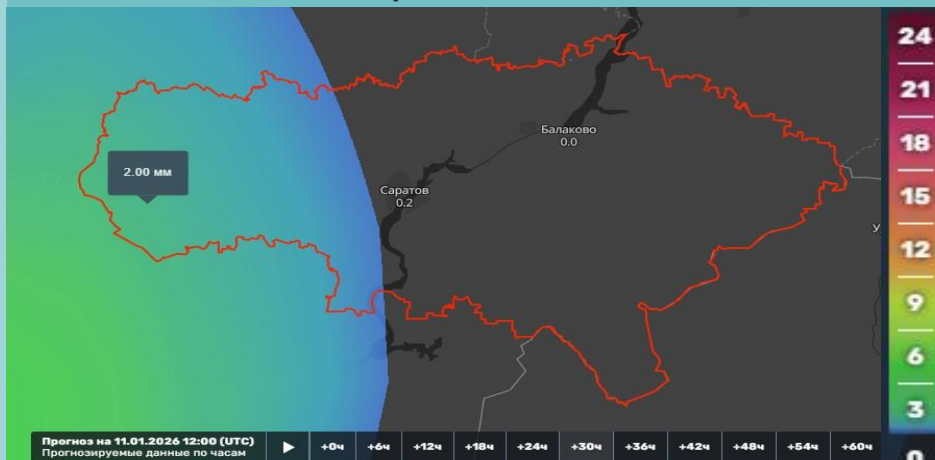 24
21
18
15
12
9
6
3
0
Балаково
0.0
2.00 мм
Саратов
0.2
У
Прогноз на 11.01.2026 12:00 (UTC)
Прогнозируемые данные по часам
+0ч +6ч +12ч +18ч +24ч +30ч +36ч +42ч +48ч +54ч +60ч